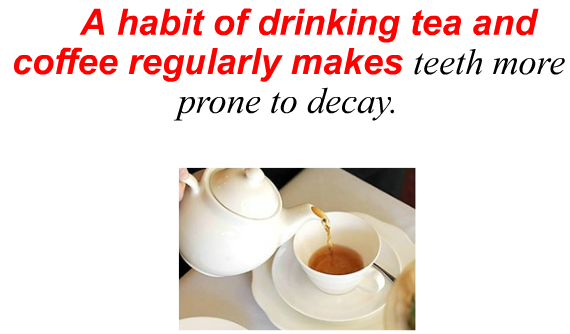 A habit of drinking tea and
coffee regularly makes teeth more
prone to decay.